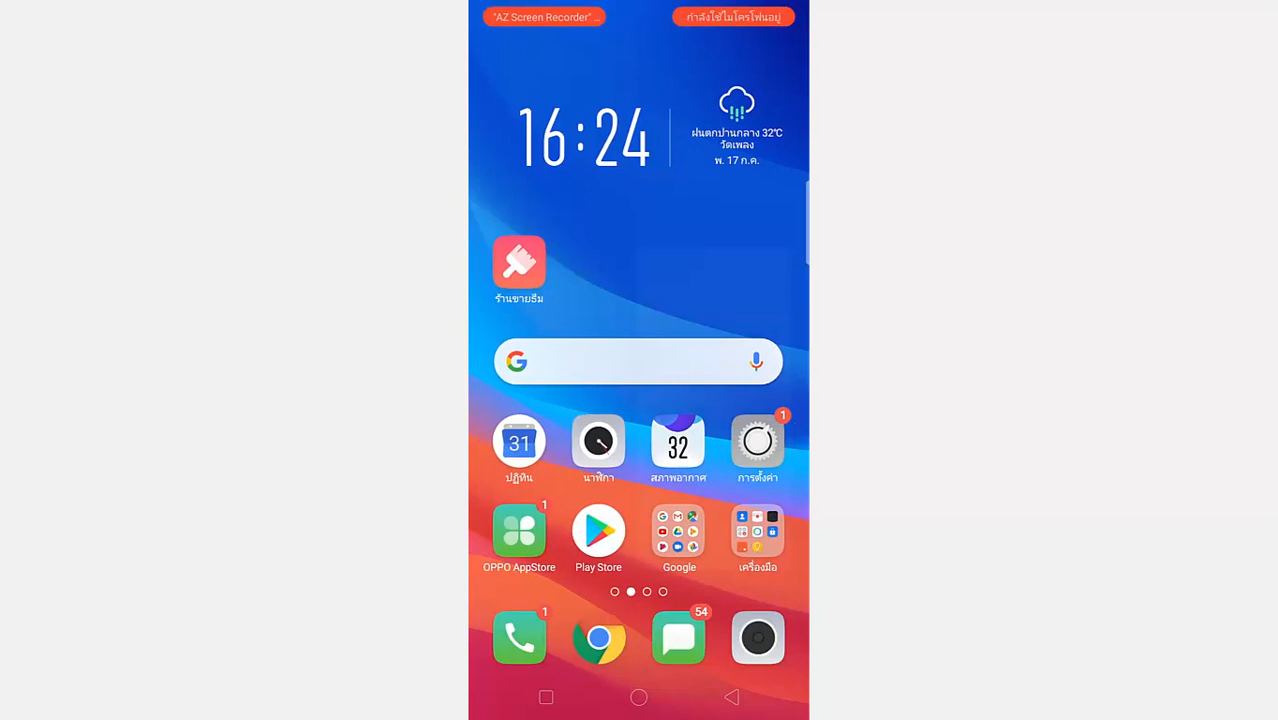 "AZ Screen Recorder" ...
กำลังใช้ไมโครโฟนอยู่
16:24
ฝนตกปานกลาง 32°C
วัดเพลง
พ. 17 ก.ค.
ร้านขายธีม
31
32
1
ปฏิทิน
นาฬิกา
สภาพอากาศ
การตั้งค่า
1
OPPO AppStore
Play Store
Google
เครื่องมือ
1
54